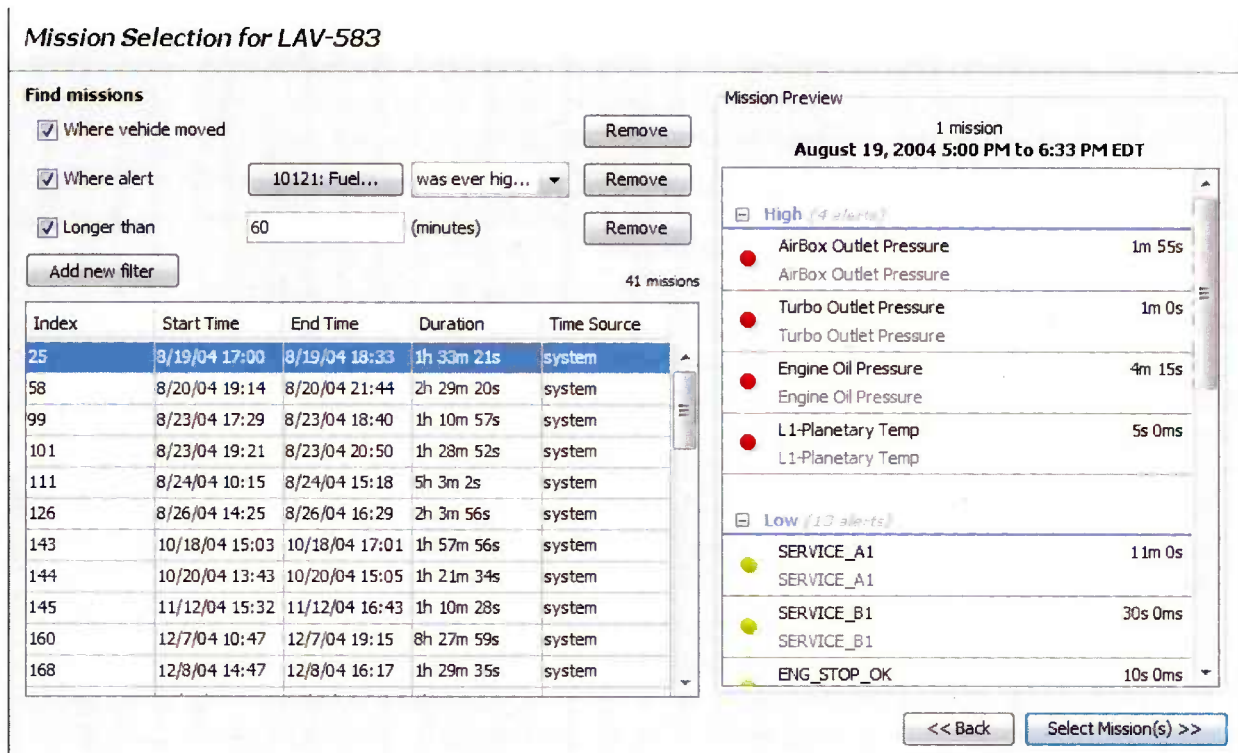 Mission Selection for LAV-583
Find missions
Where vehicle moved
Remove
Where alert
10121: Fuel...
was ever hig...
Remove
Longer than
60
(minutes)
Remove
Add new filter
41 missions
Index Start Time End Time Duration Time Source
25 8/19/04 17:00 8/19/04 18:33 1h 33m 21s system
58 8/20/04 19:14 8/20/04 21:44 2h 29m 20s system
99 8/23/04 17:29 8/23/04 18:40 1h 10m 57s system
101 8/23/04 19:21 8/23/04 20:50 1h 28m 52s system
111 8/24/04 10:15 8/24/04 15:18 5h 3m 2s system
126 8/26/04 14:25 8/26/04 16:29 2h 3m 56s system
143 10/18/04 15:03 10/18/04 17:01 1h 57m 56s system
144 10/20/04 13:43 10/20/04 15:05 1h 21m 34s system
145 11/12/04 15:32 11/12/04 16:43 1h 10m 28s system
160 12/7/04 10:47 12/7/04 19:15 8h 27m 59s system
168 12/8/04 14:47 12/8/04 16:17 1h 29m 35s system
Mission Preview
1 mission
August 19, 2004 5:00 PM to 6:33 PM EDT
High (4 alerts)
AirBox Outlet Pressure 1m 55s
AirBox Outlet Pressure
Turbo Outlet Pressure 1m 0s
Turbo Outlet Pressure
Engine Oil Pressure 4m 15s
Engine Oil Pressure
L1-Planetary Temp 5s 0ms
L1-Planetary Temp
Low (13 alerts)
SERVICE_A1 11m 0s
SERVICE_A1
SERVICE_B1 30s 0ms
SERVICE_B1
ENG_STOP_OK 10s 0ms
<< Back
Select Mission(s) >>